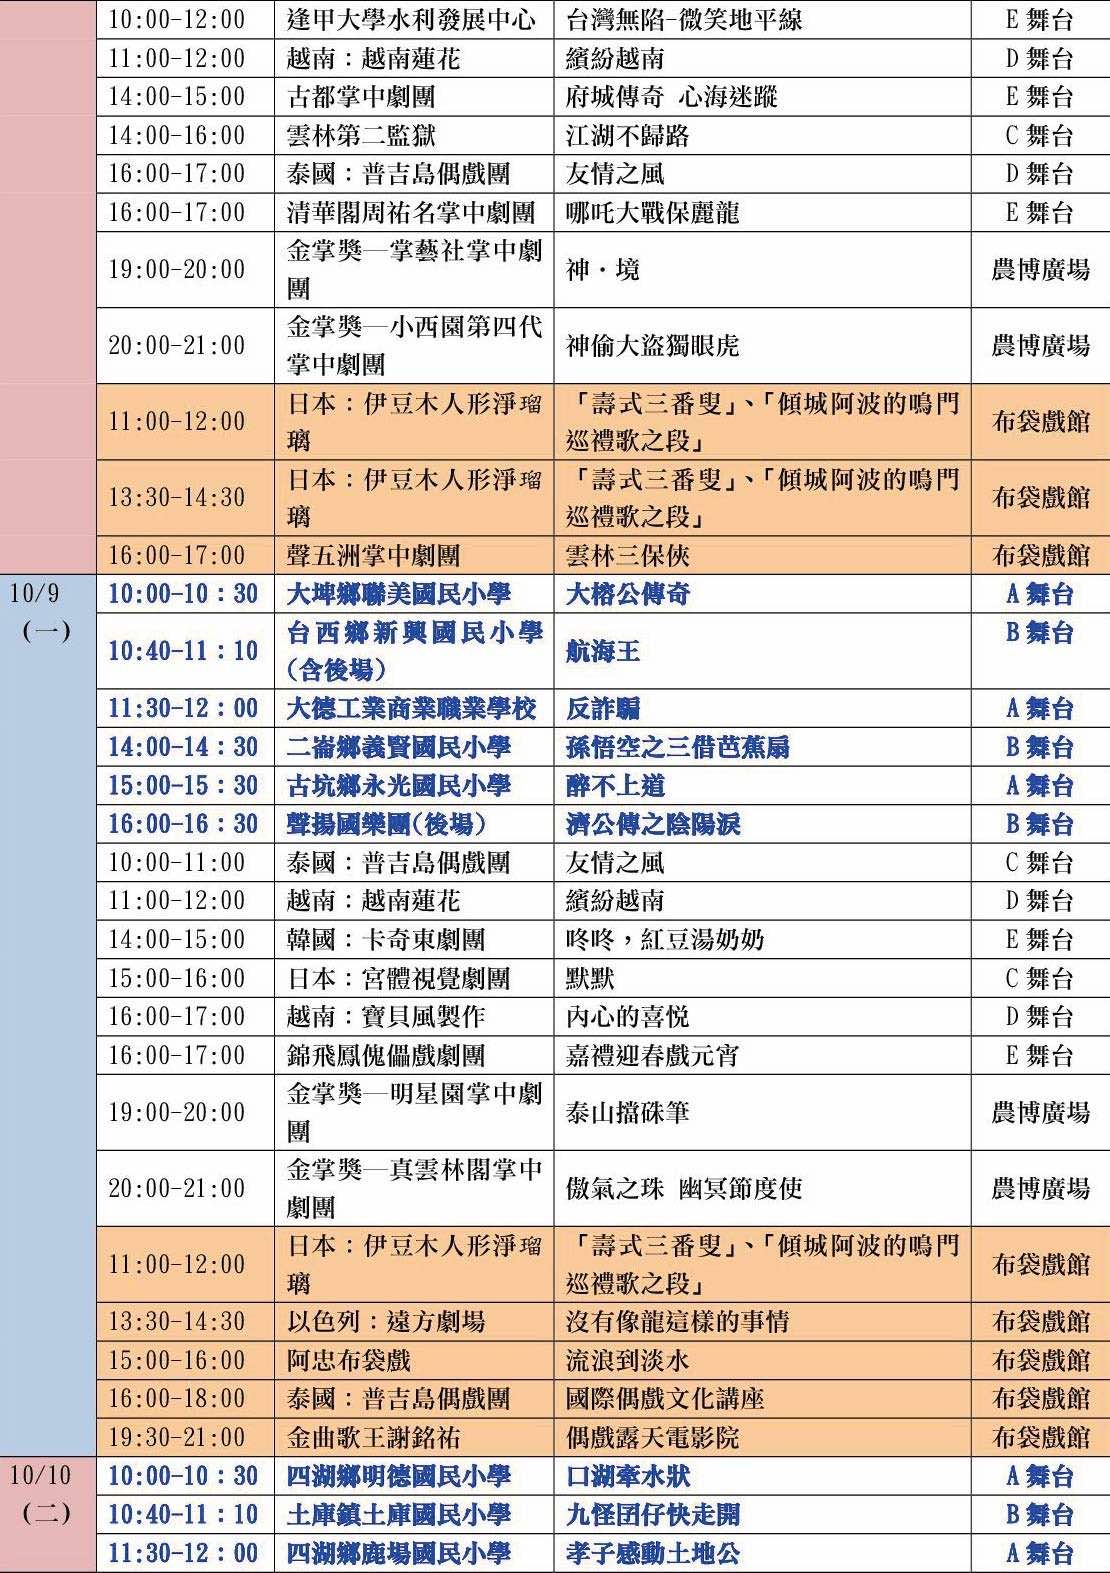 10:00-12:00 逢甲大學水利發展中心 台灣無陷-微笑地平線 E 舞台
11:00-12:00 越南：越南蓮花 繽紛越南 D 舞台
14:00-15:00 古都掌中劇團 府城傳奇 心海迷蹤 E 舞台
14:00-16:00 雲林第二監獄 江湖不歸路 C 舞台
16:00-17:00 泰國：普吉島偶戲團 友情之風 D 舞台
16:00-17:00 清華閣周祐名掌中劇團 哪吒大戰保麗龍 E 舞台
19:00-20:00 金掌獎—掌藝社掌中劇
團 神・境 農博廣場
20:00-21:00 金掌獎—小西園第四代
掌中劇團 神偷大盜獨眼虎 農博廣場
11:00-12:00 日本：伊豆木人形淨瑠
璃 「壽式三番叟」、「傾城阿波的鳴門
巡禮歌之段」 布袋戲館
13:30-14:30 日本：伊豆木人形淨瑠
璃 「壽式三番叟」、「傾城阿波的鳴門
巡禮歌之段」 布袋戲館
16:00-17:00 聲五洲掌中劇團 雲林三保俠 布袋戲館
10/9
(一)
10:00-10：30 大埤鄉聯美國民小學 大榕公傳奇 A 舞台
10:40-11：10 台西鄉新興國民小學
(含後場) 航海王 B 舞台
11:30-12：00 大德工業商業職業學校 反詐騙 A 舞台
14:00-14：30 二崙鄉義賢國民小學 孫悟空之三借芭蕉扇 B 舞台
15:00-15：30 古坑鄉永光國民小學 醉不上道 A 舞台
16:00-16：30 聲揚國樂團(後場) 濟公傳之陰陽淚 B 舞台
10:00-11:00 泰國：普吉島偶戲團 友情之風 C 舞台
11:00-12:00 越南：越南蓮花 繽紛越南 D 舞台
14:00-15:00 韓國：卡奇東劇團 咚咚，紅豆湯奶奶 E 舞台
15:00-16:00 日本：宮體視覺劇團 默默 C 舞台
16:00-17:00 越南：寶貝風製作 內心的喜悅 D 舞台
16:00-17:00 錦飛鳳傀儡戲劇團 嘉禮迎春戲元宵 E 舞台
19:00-20:00 金掌獎—明星園掌中劇
團 泰山擋硃筆 農博廣場
20:00-21:00 金掌獎—真雲林閣掌中
劇團 傲氣之珠 幽冥節度使 農博廣場
11:00-12:00 日本：伊豆木人形淨瑠
璃 「壽式三番叟」、「傾城阿波的鳴門
巡禮歌之段」 布袋戲館
13:30-14:30 以色列：遠方劇場 沒有像龍這樣的事情 布袋戲館
15:00-16:00 阿忠布袋戲 流浪到淡水 布袋戲館
16:00-18:00 泰國：普吉島偶戲團 國際偶戲文化講座 布袋戲館
19:30-21:00 金曲歌王謝銘祐 偶戲露天電影院 布袋戲館
10/10
(二)
10:00-10：30 四湖鄉明德國民小學 口湖牽水狀 A 舞台
10:40-11：10 土庫鎮土庫國民小學 九怪囝仔快走開 B 舞台
11:30-12：00 四湖鄉鹿場國民小學 孝子感動土地公 A 舞台